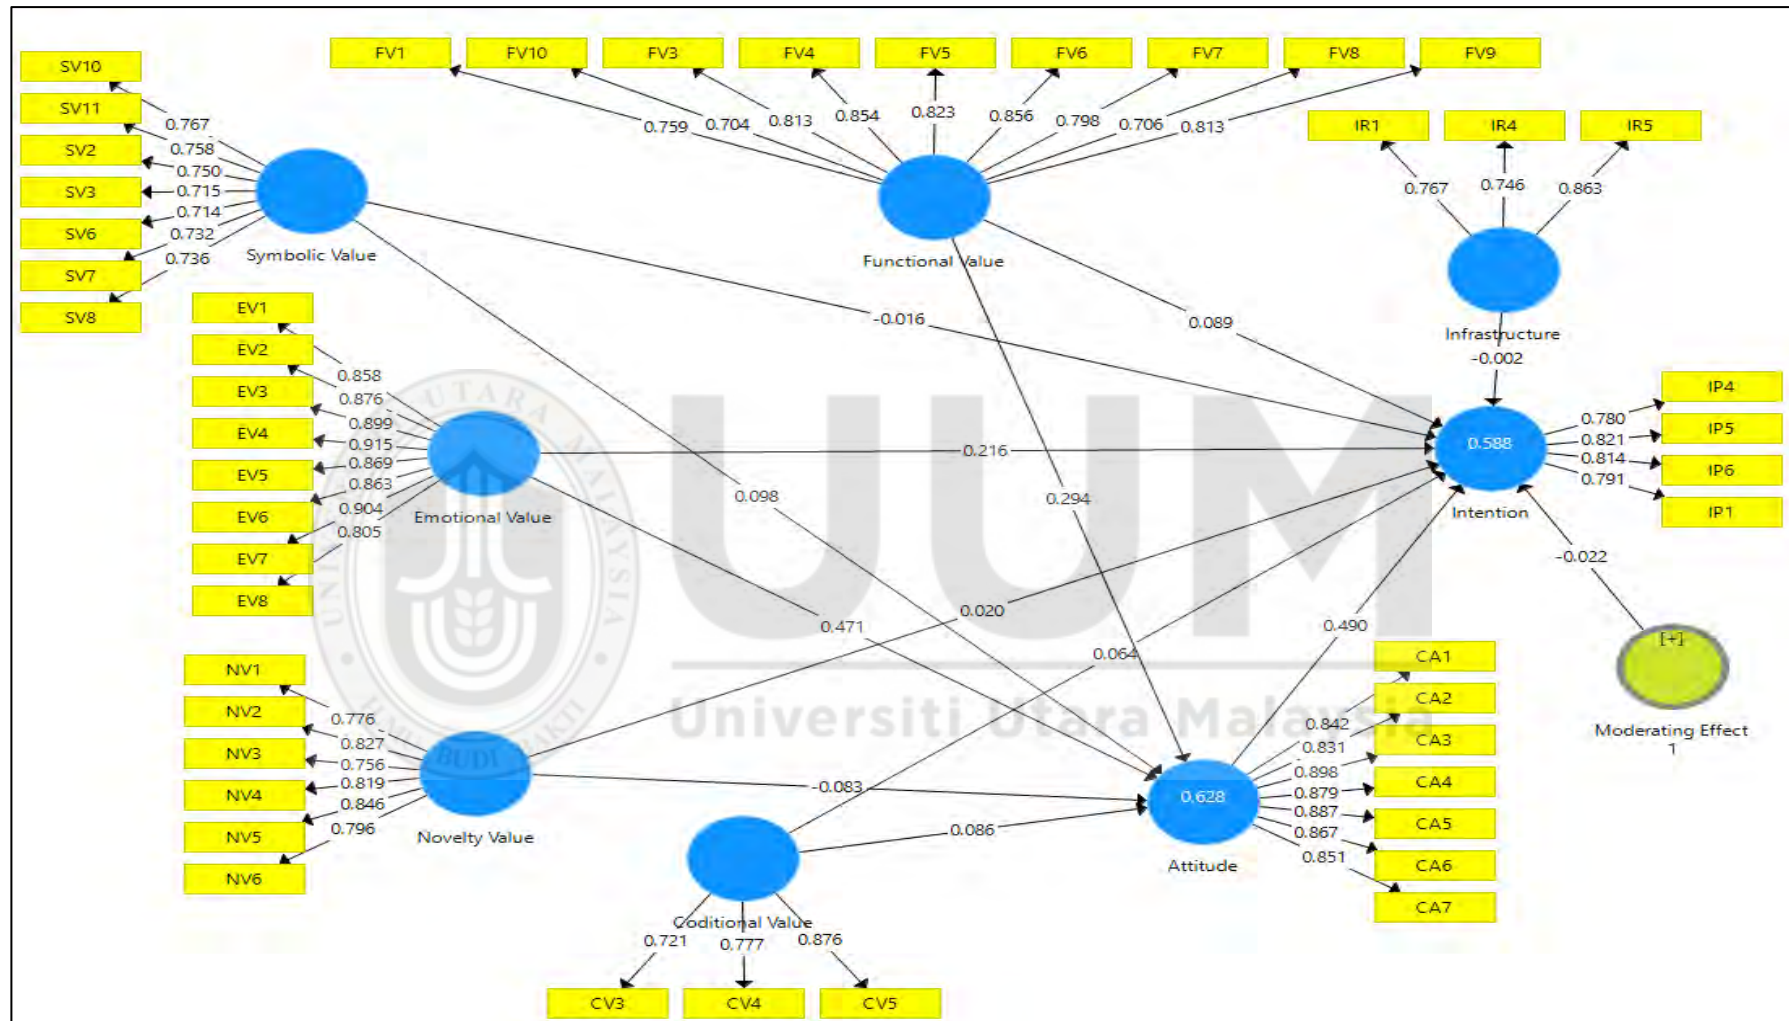 FV1
FV10
FV3
FV4
FV5
FV6
FV7
FV8
FV9
0.759
0.704
0.813
0.854
0.823
0.856
0.798
0.706
0.813
Functional Value
SV10
SV11
SV2
SV3
SV6
SV7
SV8
0.767
0.758
0.750
0.715
0.714
0.732
0.736
Symbolic Value
IR1
IR4
IR5
0.767
0.746
0.863
Infrastructure
-0.002
-0.016
0.089
EV1
EV2
EV3
EV4
EV5
EV6
EV7
EV8
0.858
0.876
0.899
0.915
0.869
0.863
0.904
0.805
Emotional Value
0.216
0.098
0.294
0.471
0.588
Intention
0.780
0.821
0.814
0.791
IP4
IP5
IP6
IP1
-0.022
[+]
Moderating Effect
1
NV1
NV2
NV3
NV4
NV5
NV6
0.776
0.827
0.756
0.819
0.846
0.796
Novelty Value
0.020
0.064
0.490
-0.083
0.086
0.628
Attitude
0.842
0.831
0.898
0.879
0.887
0.867
0.851
CA1
CA2
CA3
CA4
CA5
CA6
CA7
Coditional Value
0.721
0.777
0.876
CV3
CV4
CV5
UUM
Universiti Utara Malaysia
UNIVERSITI UTARA MALAYSIA
ILMU BUDI BAKTI